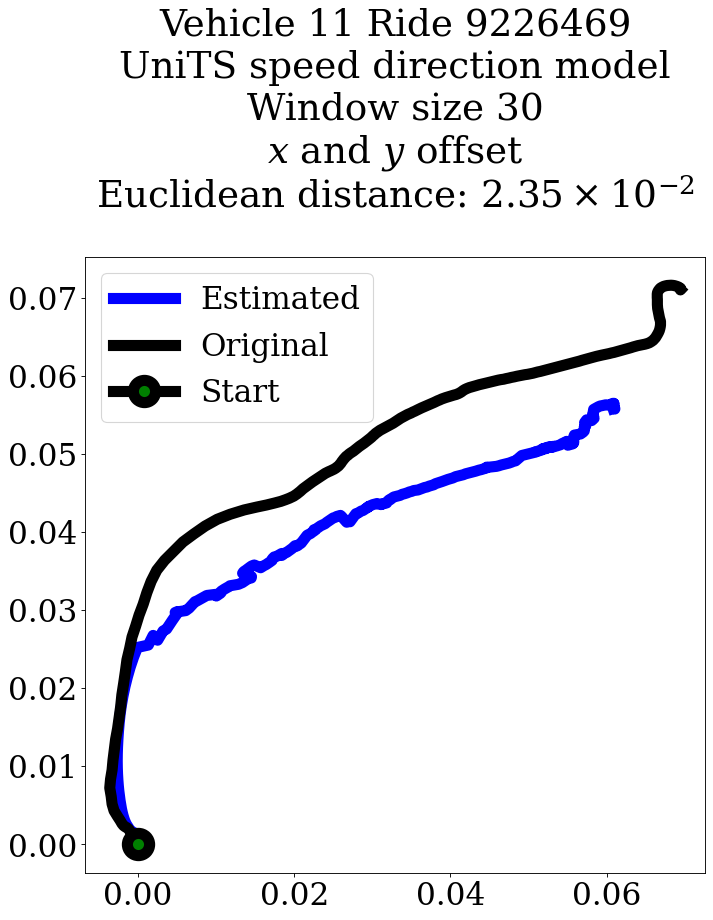 Vehicle 11 Ride 9226469
UniTS speed direction model
Window size 30
x and y offset
Euclidean distance: 2.35 × 10⁻²
Estimated
Original
Start
0.07
0.06
0.05
0.04
0.03
0.02
0.01
0.00
0.00 0.02 0.04 0.06